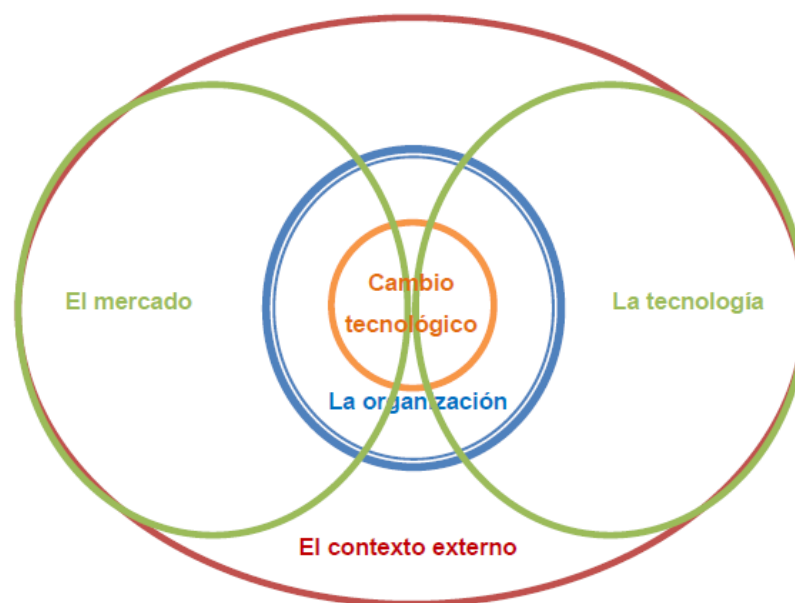 Cambio
tecnológico
El mercado
La tecnología
La organización
El contexto externo